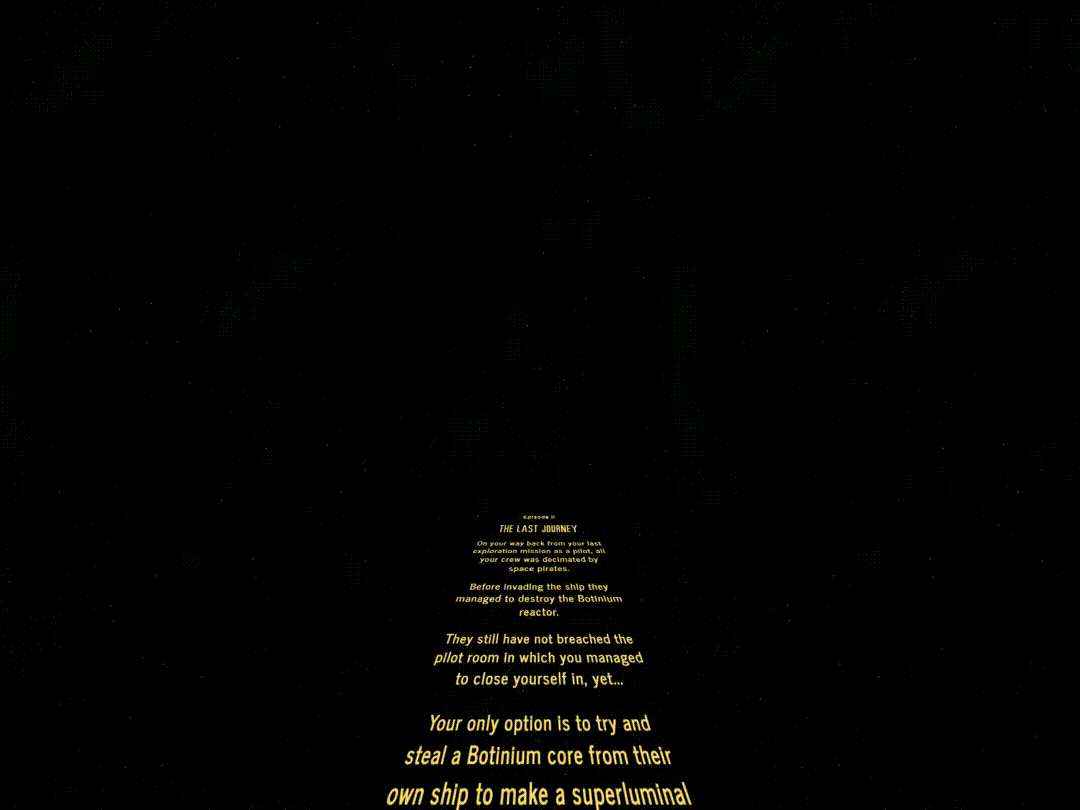 Episode II
THE LAST JOURNEY
On your way back from your last
exploration mission as a pilot, all
your crew was decimated by
space pirates.
Before invading the ship they
managed to destroy the Botinium
reactor.
They still have not breached the
pilot room in which you managed
to close yourself in, yet...
Your only option is to try and
steal a Botinium core from their
own ship to make a superluminal